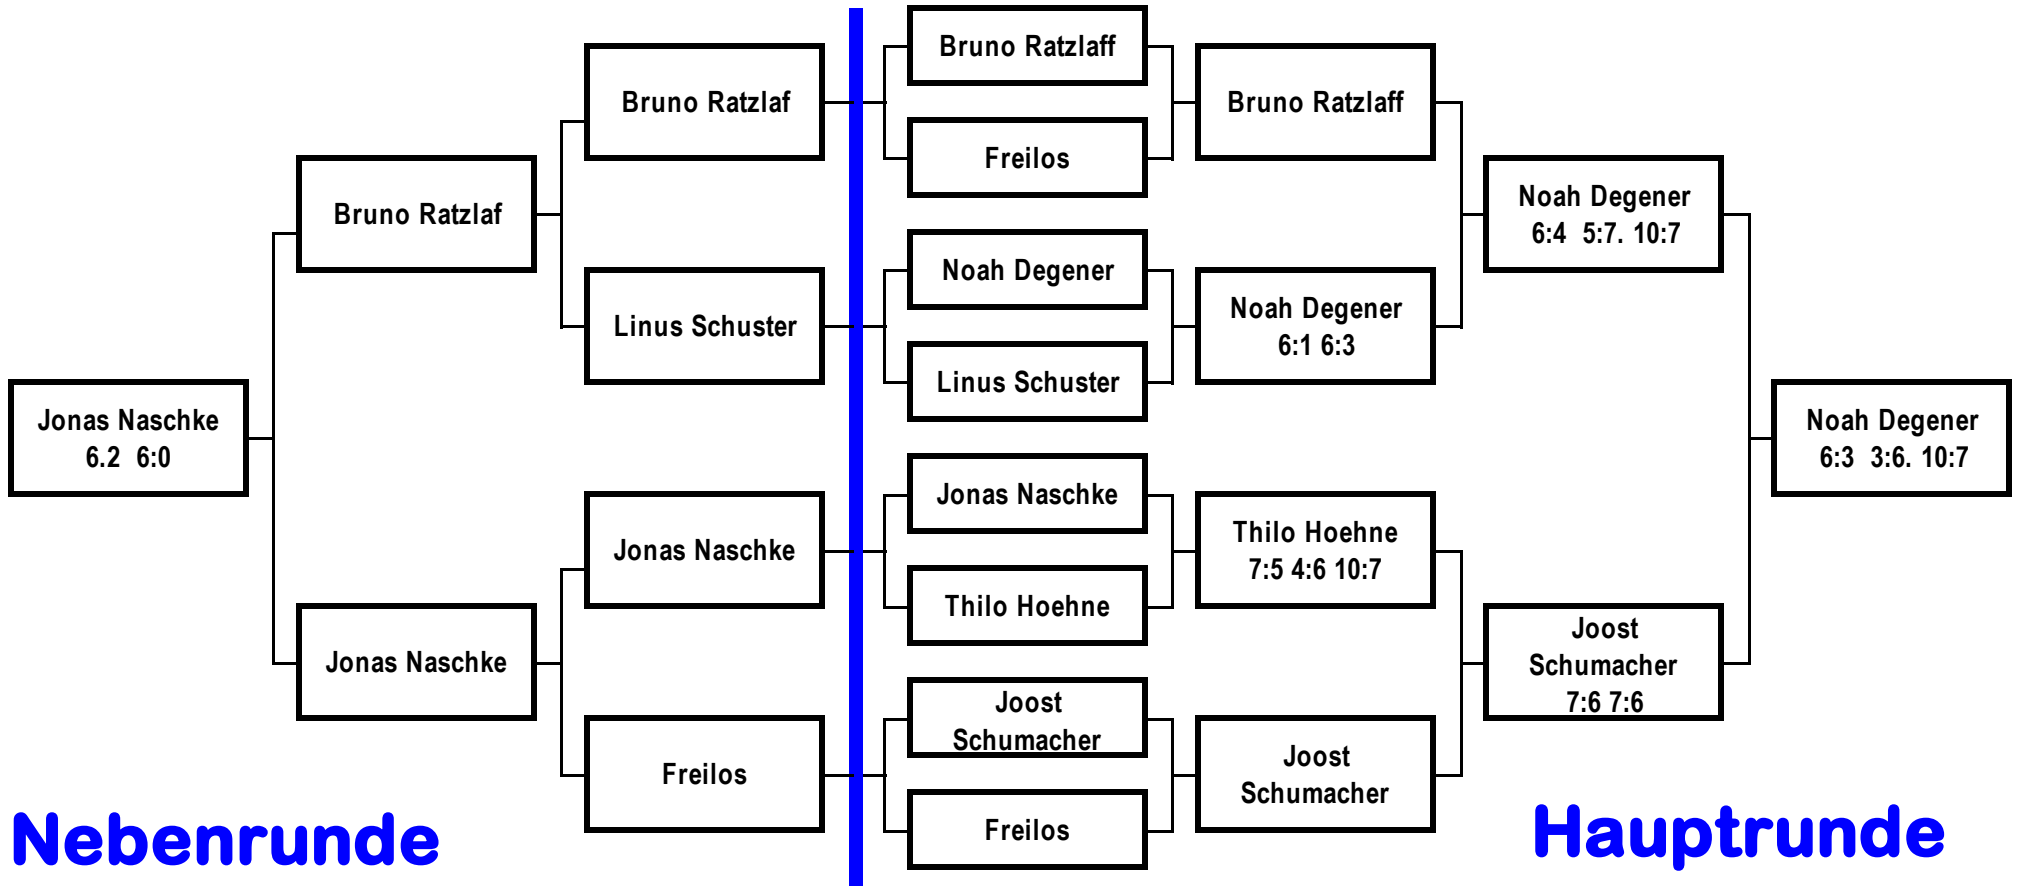 Bruno Ratzlaff
Bruno Ratzlaf
Bruno Ratzlaff
Freilos
Noah Degener
6:4 5:7. 10:7
Bruno Ratzlaf
Noah Degener
Linus Schuster
Noah Degener
6:1 6:3
Linus Schuster
Jonas Naschke
6.2 6:0
Noah Degener
6:3 3:6. 10:7
Jonas Naschke
Jonas Naschke
Thilo Hoehne
7:5 4:6 10:7
Thilo Hoehne
Joost
Schumacher
7:6 7:6
Jonas Naschke
Joost
Schumacher
Freilos
Joost
Schumacher
Freilos
Nebenrunde
Hauptrunde